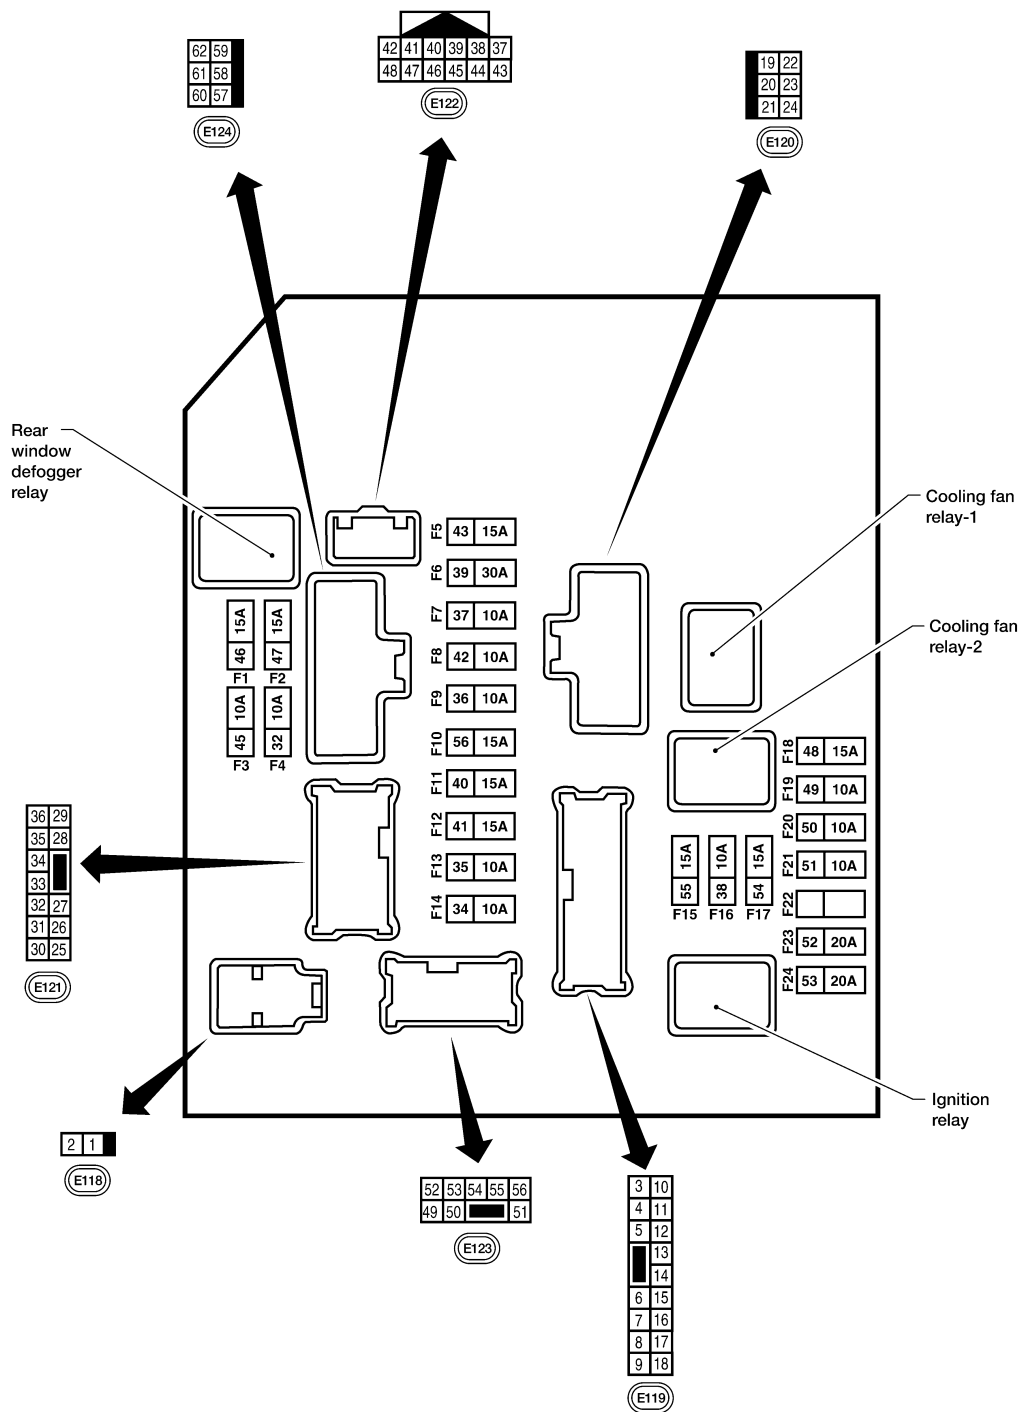 62 59
61 58
60 57
E124
42 41 40 39 38 37
48 47 46 45 44 43
E122
19 22
20 23
21 24
E120
Rear
window
defogger
relay
Cooling fan
relay-1
Cooling fan
relay-2
F5 43 15A
F6 39 30A
F7 37 10A
F8 42 10A
F9 36 10A
F10 56 15A
F11 40 15A
F12 41 15A
F13 35 10A
F14 34 10A
15A 15A
46 47
F1 F2
10A 10A
45 32
F3 F4
F18 48 15A
F19 49 10A
F20 50 10A
F21 51 10A
F22
F23 52 20A
F24 53 20A
15A 10A 15A
55 38 54
F15 F16 F17
36 29
35 28
34
33
32 27
31 26
30 25
E121
Ignition
relay
2 1
E118
52 53 54 55 56
49 50 51
E123
3 10
4 11
5 12
13
14
6 15
7 16
8 17
9 18
E119